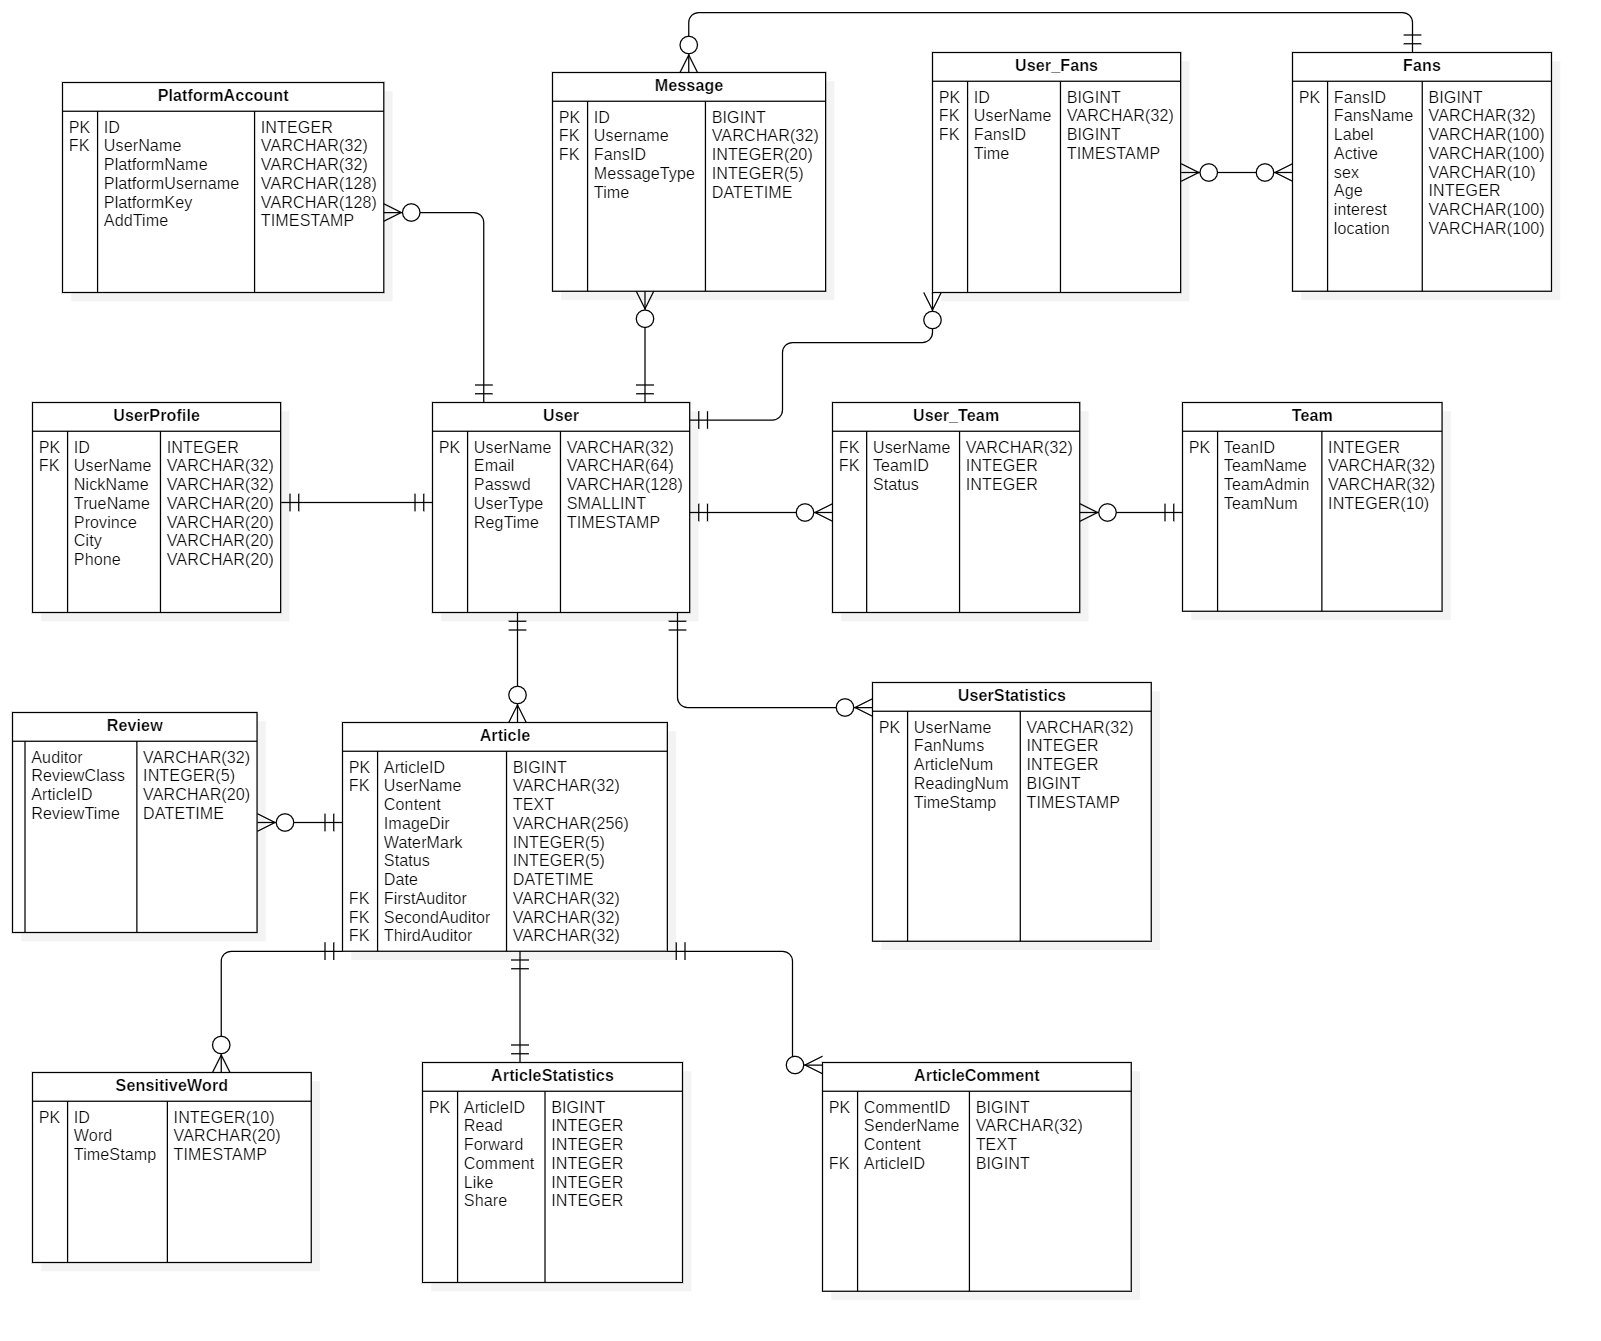 PlatformAccount
PK ID INTEGER
FK UserName VARCHAR(32)
PlatformName VARCHAR(32)
PlatformUsername VARCHAR(128)
PlatformKey VARCHAR(128)
AddTime TIMESTAMP
Message
PK ID BIGINT
FK Username VARCHAR(32)
FK FansID INTEGER(20)
MessageType INTEGER(5)
Time DATETIME
User_Fans
PK ID BIGINT
FK UserName VARCHAR(32)
FK FansID BIGINT
Time TIMESTAMP
Fans
PK FansID BIGINT
FansName VARCHAR(32)
Label VARCHAR(100)
Active VARCHAR(100)
sex VARCHAR(10)
Age INTEGER
interest VARCHAR(100)
location VARCHAR(100)
UserProfile
PK ID INTEGER
FK UserName VARCHAR(32)
NickName VARCHAR(32)
TrueName VARCHAR(20)
Province VARCHAR(20)
City VARCHAR(20)
Phone VARCHAR(20)
User
PK UserName VARCHAR(32)
Email VARCHAR(64)
Passwd VARCHAR(128)
UserType SMALLINT
RegTime TIMESTAMP
User_Team
FK UserName VARCHAR(32)
FK TeamID INTEGER
Status INTEGER
Team
PK TeanID INTEGER
TeamName VARCHAR(32)
TeamAdmin VARCHAR(32)
TeamNum INTEGER(10)
Review
Auditor VARCHAR(32)
ReviewClass INTEGER(5)
ArticleID VARCHAR(20)
ReviewTime DATETIME
Article
PK ArticleID BIGINT
FK UserName VARCHAR(32)
Content TEXT
ImageDir VARCHAR(256)
WaterMark INTEGER(5)
Status INTEGER(5)
Date DATETIME
FK FirstAuditor VARCHAR(32)
FK SecondAuditor VARCHAR(32)
FK ThirdAuditor VARCHAR(32)
UserStatistics
PK UserName VARCHAR(32)
FanNums INTEGER
ArticleNum INTEGER
ReadingNum BIGINT
TimeStamp TIMESTAMP
SensitiveWord
PK ID INTEGER(10)
Word VARCHAR(20)
TimeStamp TIMESTAMP
ArticleStatistics
PK ArticleID BIGINT
Read INTEGER
Forward INTEGER
Comment INTEGER
Like INTEGER
Share INTEGER
ArticleComment
PK CommentID BIGINT
SenderName VARCHAR(32)
Content TEXT
FK ArticleID BIGINT